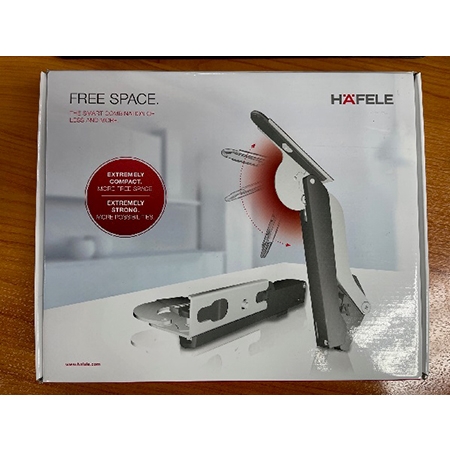 FREE SPACE.
HÄFELE
THE SMART COMBINATION OF
LESS AND MORE.
EXTREMELY
COMPACT.
MORE FREE SPACE
EXTREMELY
STRONG.
MORE POSSIBILITIES
www.hafele.com